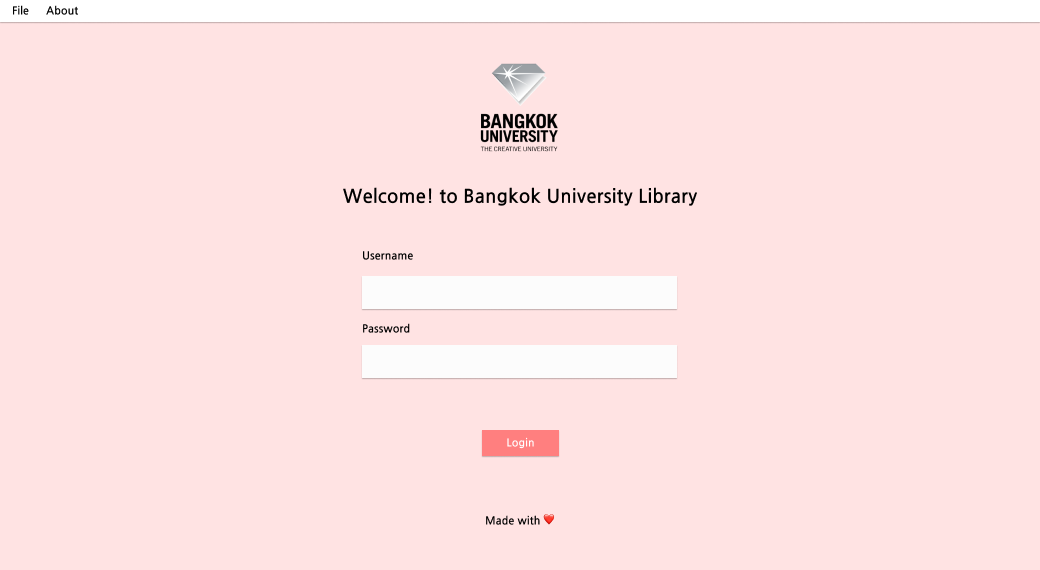 File About
BANGKOK
UNIVERSITY
THE CREATIVE UNIVERSITY
Welcome! to Bangkok University Library
Username
Password
Login
Made with ❤️